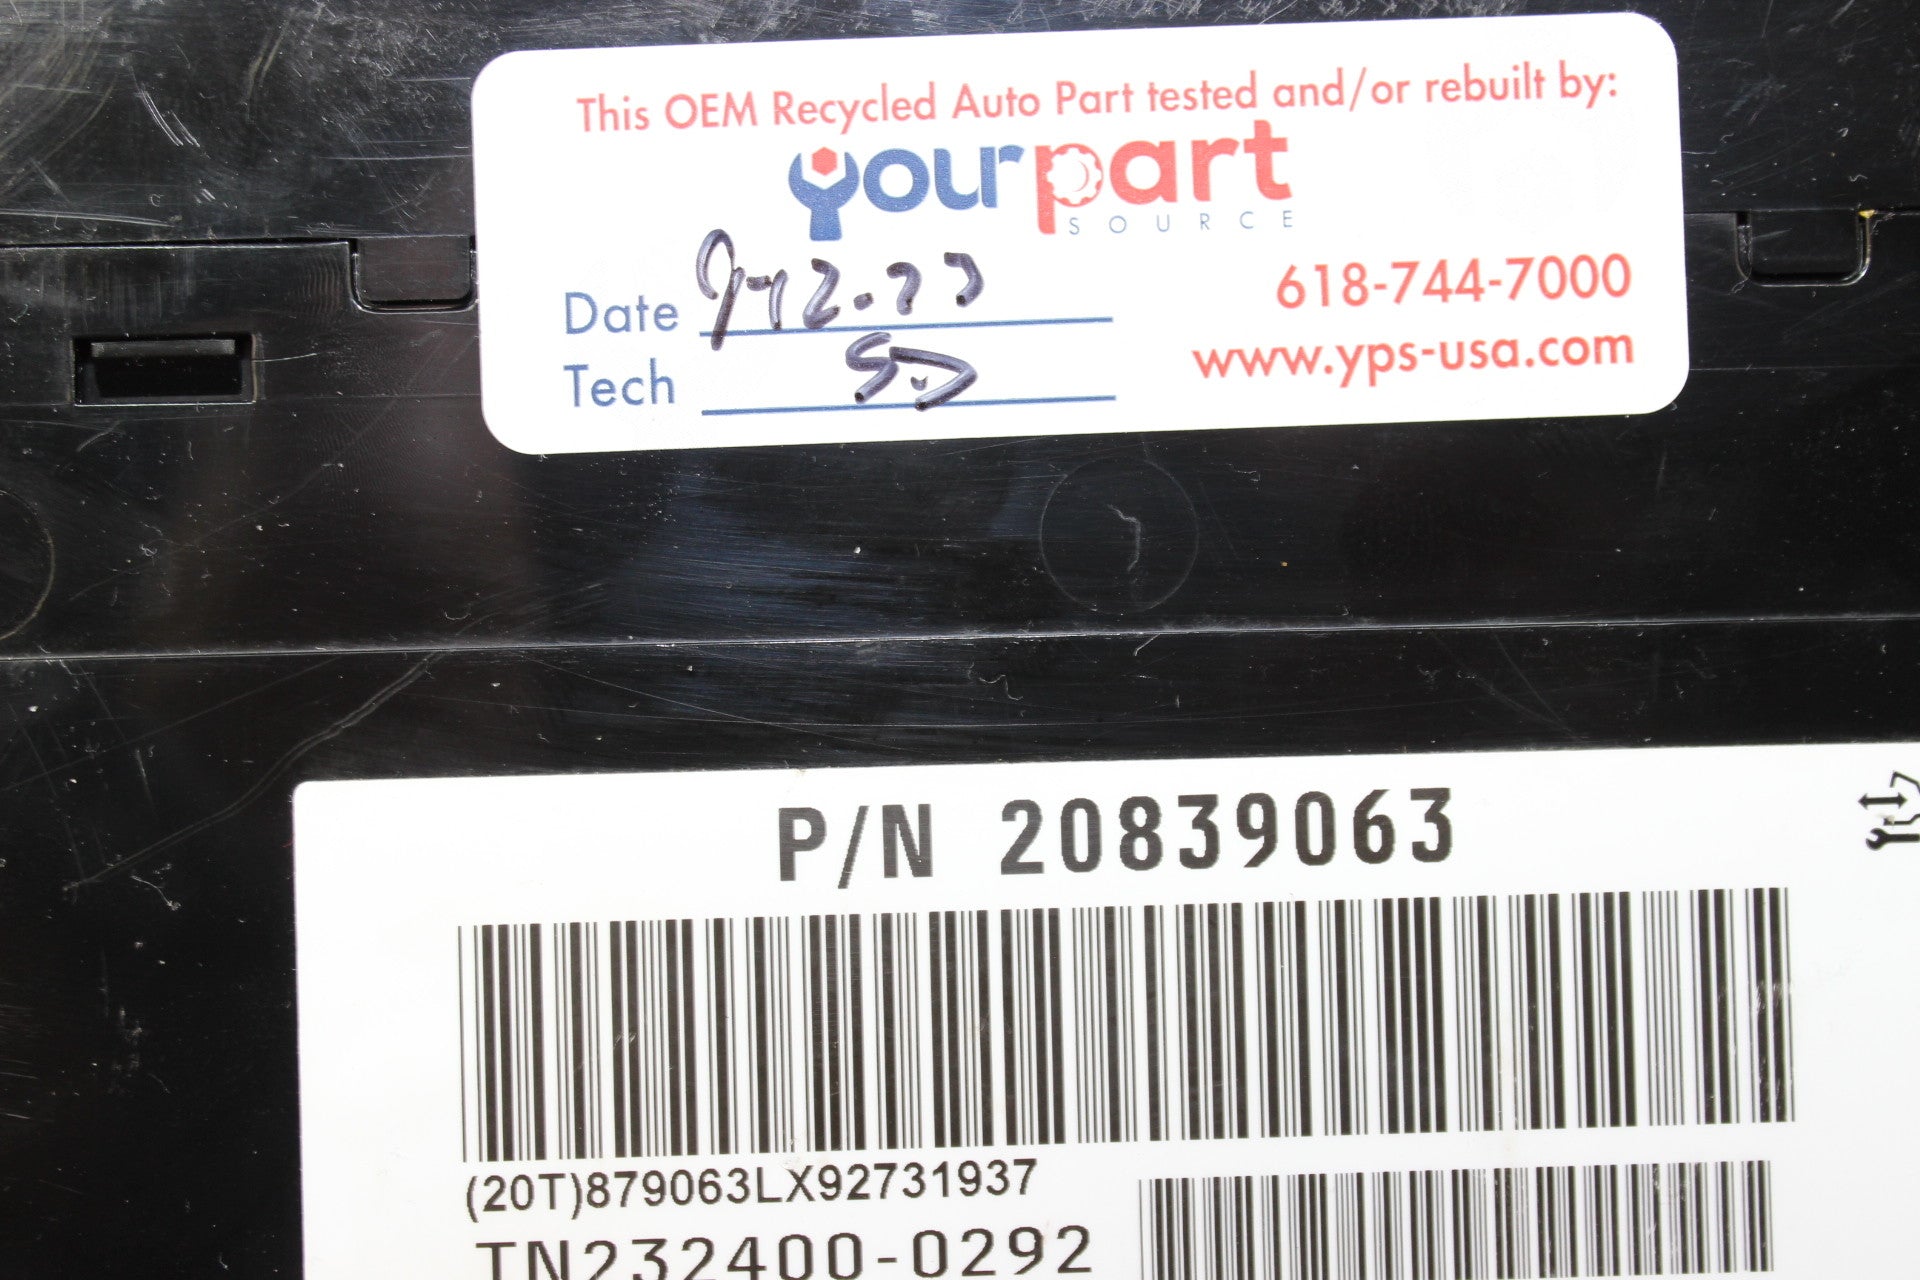 This OEM Recycled Auto Part tested and/or rebuilt by:
yourpart
SOURCE
Date
618-744-7000
Tech
www.yps-usa.com
P/N 20839063
(20T)879063LX92731937
TN232400-0292